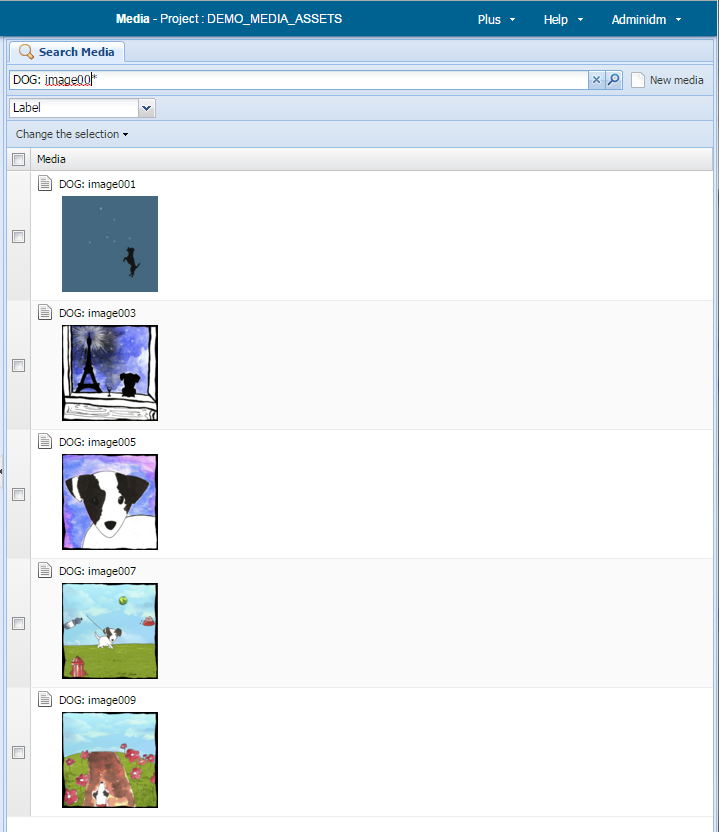 Media - Project : DEMO_MEDIA_ASSETS Plus Help Adminidm
Search Media
DOG: image00* New media
Label
Change the selection
Media
DOG: image001
DOG: image003
DOG: image005
DOG: image007
DOG: image009